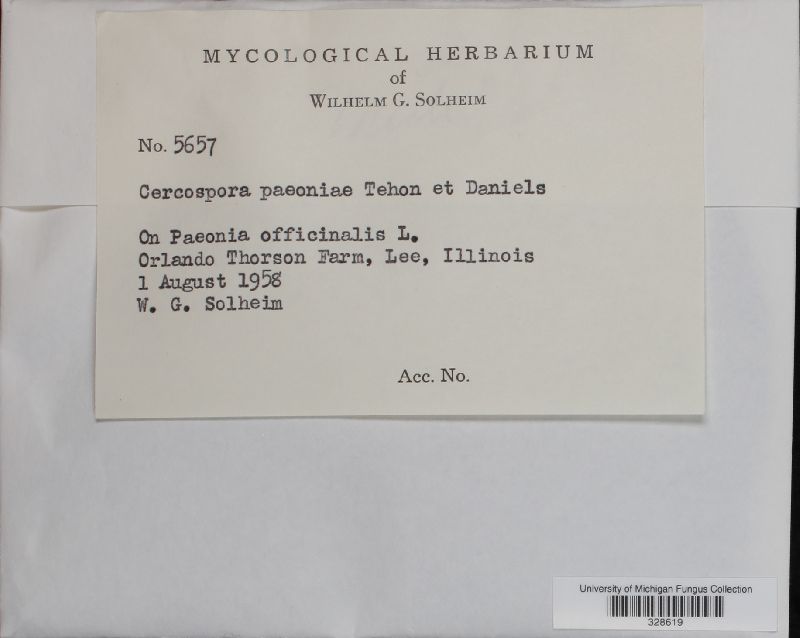 MYCOLOGICAL HERBARIUM
of
WILHELM G. SOLHEIM
No. 5657
Cercospora paeoniae Tehon et Daniels
On Paeonia officinalis L.
Orlando Thorson Farm, Lee, Illinois
1 August 1958
W. G. Solheim
Acc. No.
University of Michigan Fungus Collection
328619